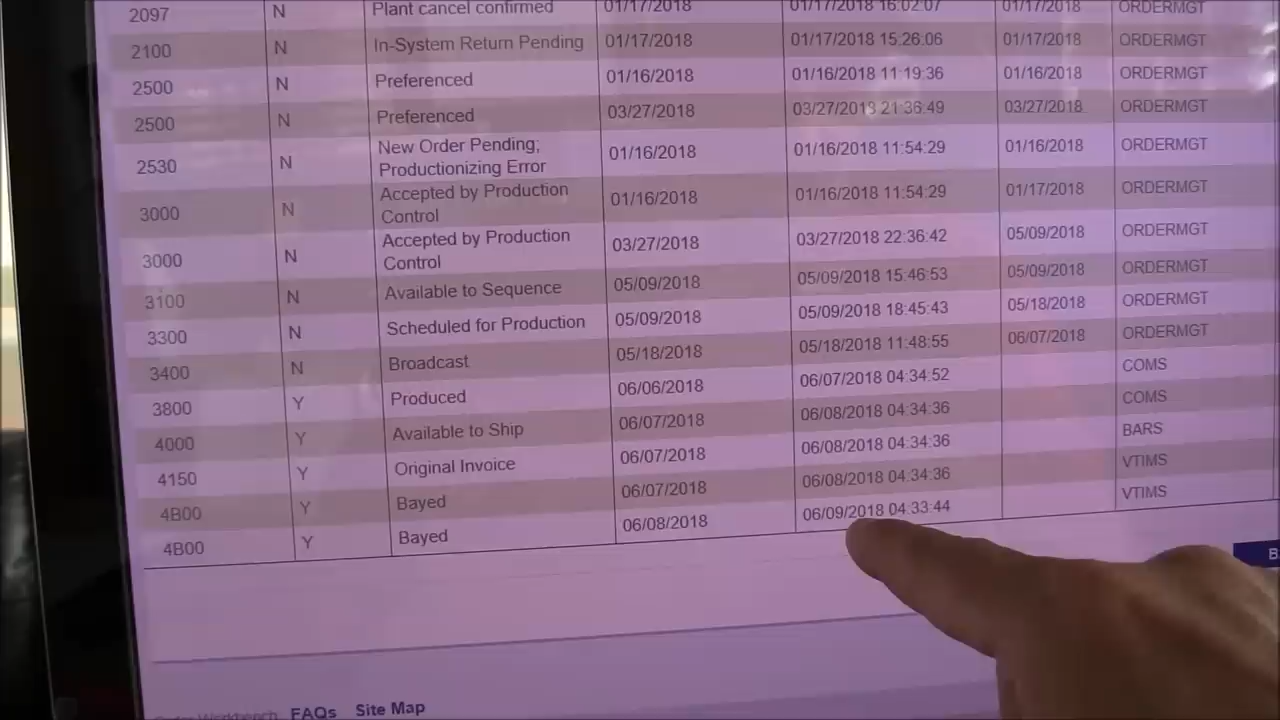 2097 N Plant cancel confirmed 01/17/2018 01/17/2018 16:02:07 01/17/2018 ORDERMGT
2100 N In-System Return Pending 01/17/2018 01/17/2018 15:26:06 01/17/2018 ORDERMGT
2500 N Preferenced 01/16/2018 01/16/2018 11:19:36 01/16/2018 ORDERMGT
2500 N Preferenced 03/27/2018 03/27/2018 21:36:49 03/27/2018 ORDERMGT
2530 N New Order Pending; 01/16/2018 01/16/2018 11:54:29 01/16/2018 ORDERMGT
Productionizing Error
3000 N Accepted by Production 01/16/2018 01/16/2018 11:54:29 01/17/2018 ORDERMGT
Control
3000 N Accepted by Production 03/27/2018 03/27/2018 22:36:42 05/09/2018 ORDERMGT
Control
3100 N Available to Sequence 05/09/2018 05/09/2018 15:46:53 05/09/2018 ORDERMGT
3300 N Scheduled for Production 05/09/2018 05/09/2018 18:45:43 05/18/2018 ORDERMGT
3400 N Broadcast 05/18/2018 05/18/2018 11:48:55 06/07/2018 ORDERMGT
3800 Y Produced 06/06/2018 06/07/2018 04:34:52 COMS
4000 Y Available to Ship 06/07/2018 06/08/2018 04:34:36 COMS
4150 Y Original Invoice 06/07/2018 06/08/2018 04:34:36 BARS
4B00 Y Bayed 06/07/2018 06/08/2018 04:34:36 VTIMS
4B00 Y Bayed 06/08/2018 06/09/2018 04:33:44 VTIMS
FAQs Site Map